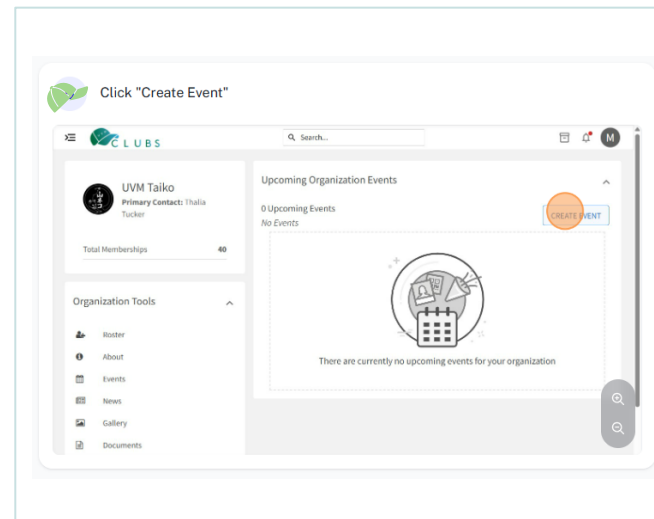 Click "Create Event"
CLUBS
Search...
M
UVM Taiko
Primary Contact: Thalia
Tucker
Total Memberships 40
Organization Tools
Roster
About
Events
News
Gallery
Documents
Upcoming Organization Events
0 Upcoming Events
No Events
CREATE EVENT
There are currently no upcoming events for your organization